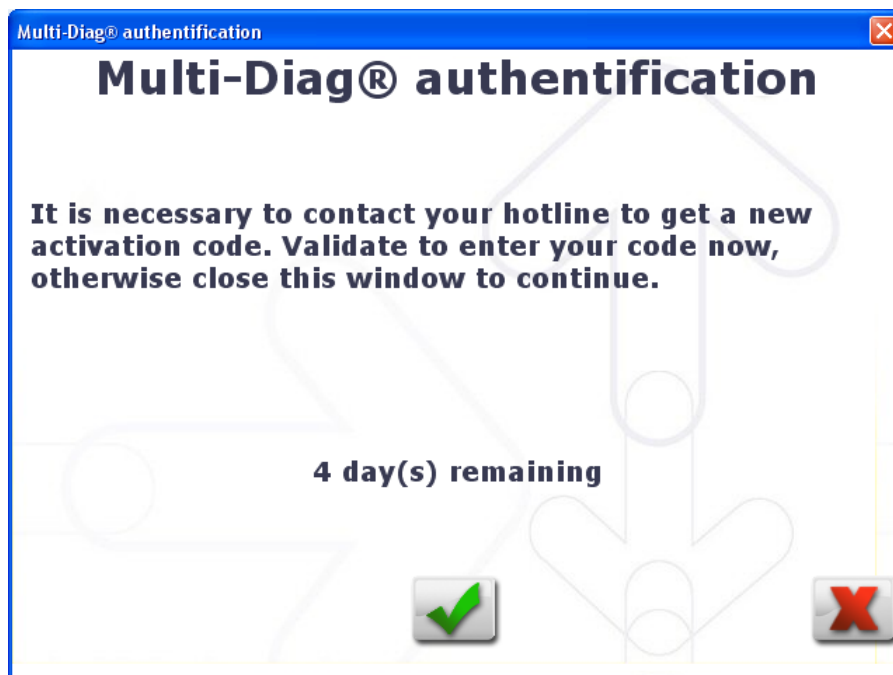 Multi-Diag® authentification
Multi-Diag® authentification
It is necessary to contact your hotline to get a new
activation code. Validate to enter your code now,
otherwise close this window to continue.
4 day(s) remaining